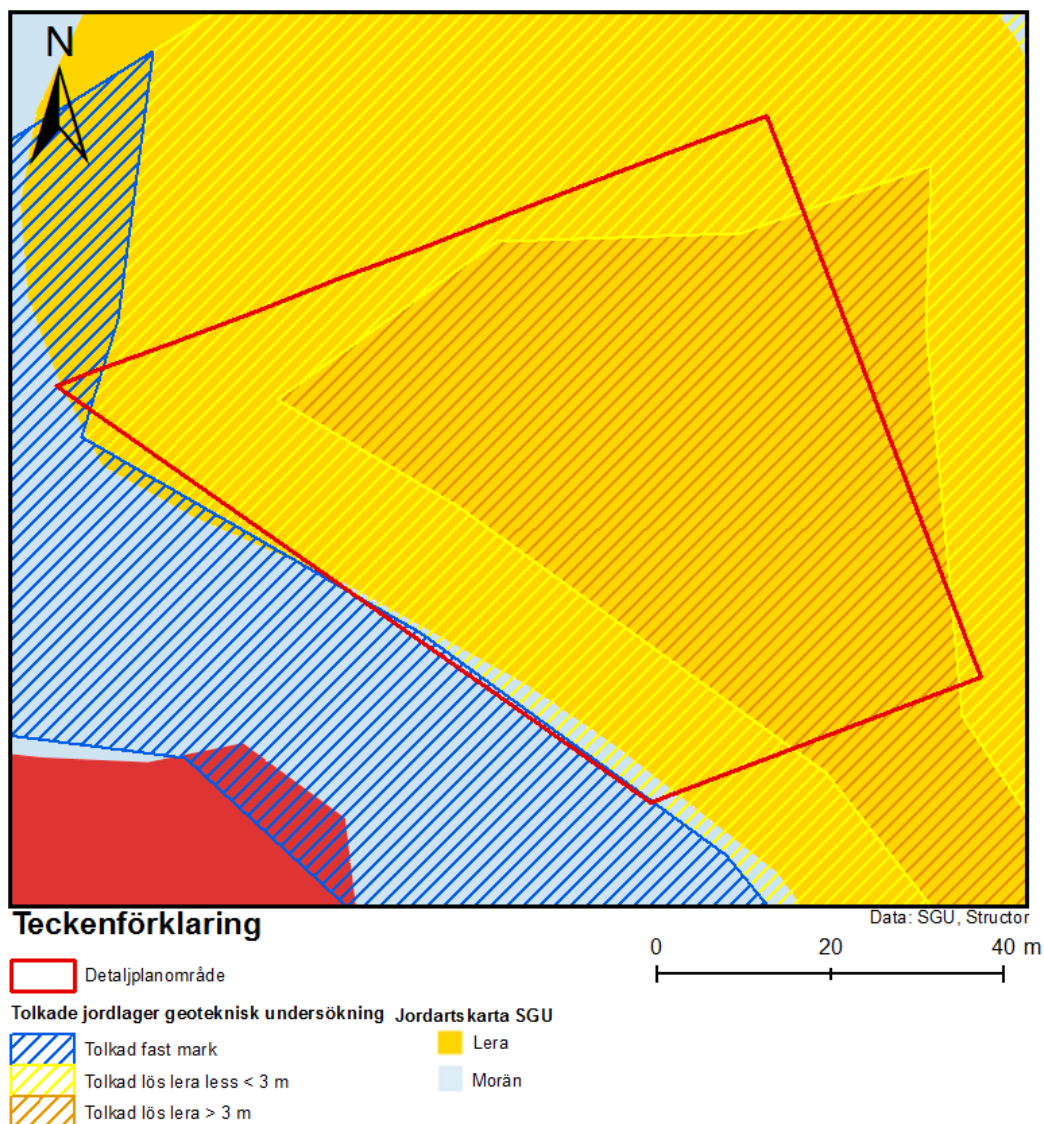 N
Teckenförklaring
Data: SGU, Structor
0 20 40 m
Detaljplanområde
Tolkade jordlager geoteknisk undersökning
Tolkad fast mark
Tolkad lös lera less < 3 m
Tolkad lös lera > 3 m
Jordartskarta SGU
Lera
Morän